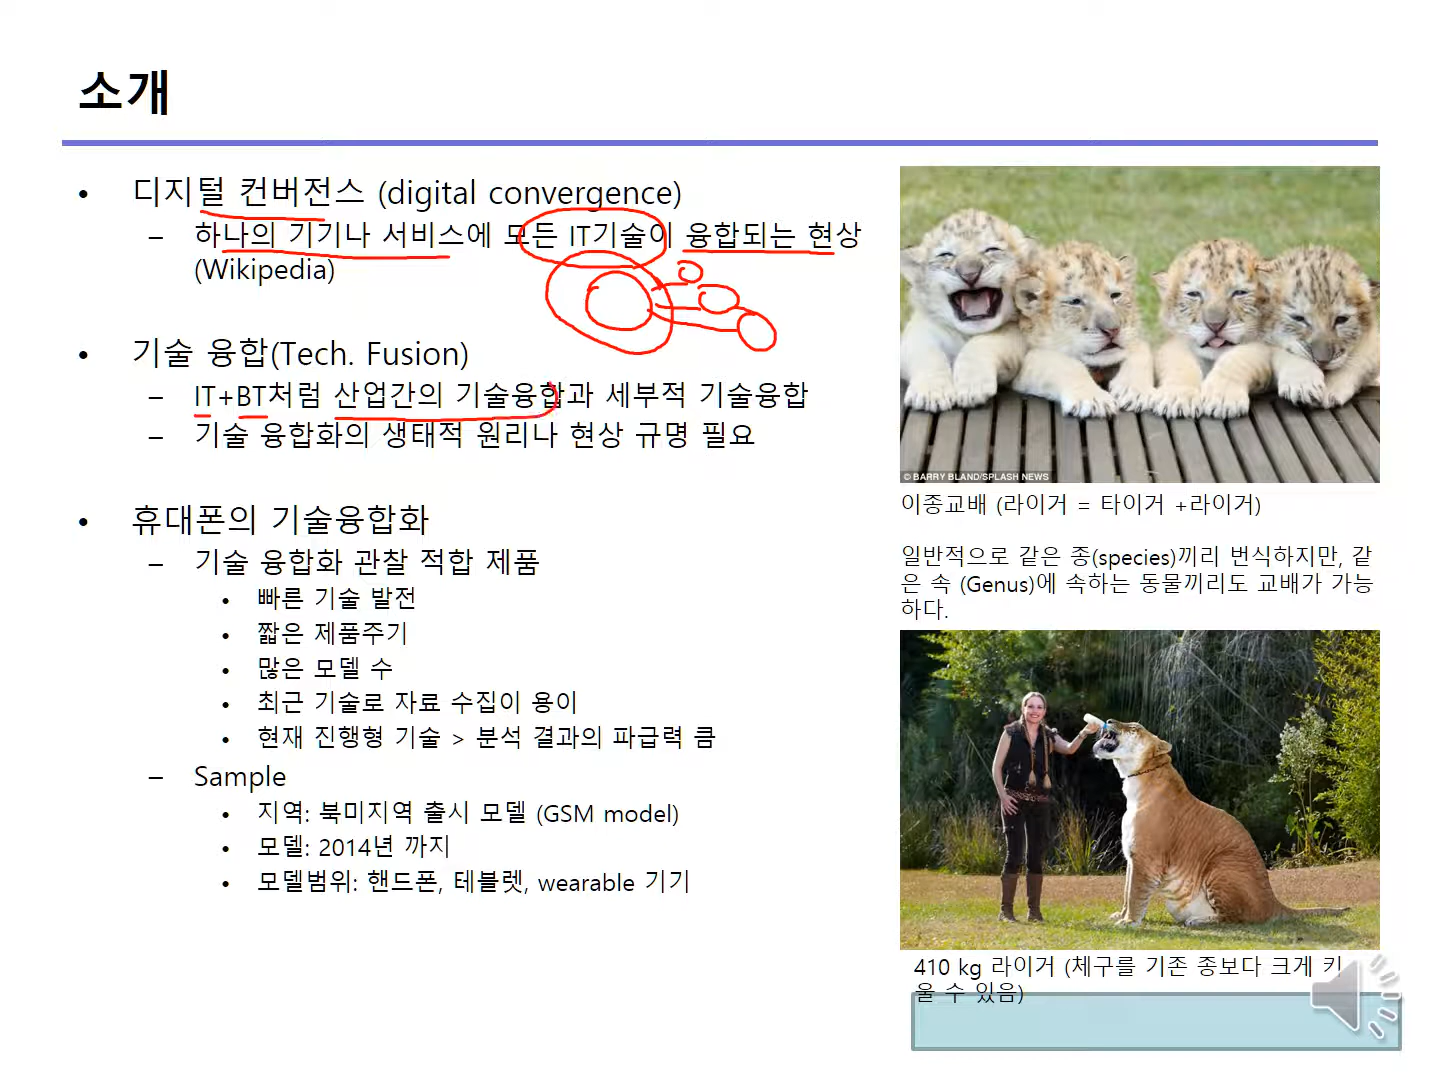 소개
• 디지털 컨버전스 (digital convergence)
– 하나의 기기나 서비스에 모든 IT기술이 융합되는 현상
(Wikipedia)
• 기술 융합(Tech. Fusion)
– IT+BT처럼 산업간의 기술융합과 세부적 기술융합
– 기술 융합화의 생태적 원리나 현상 규명 필요
• 휴대폰의 기술융합화
– 기술 융합화 관찰 적합 제품
• 빠른 기술 발전
• 짧은 제품주기
• 많은 모델 수
• 최근 기술로 자료 수집이 용이
• 현재 진행형 기술 > 분석 결과의 파급력 큼
– Sample
• 지역: 북미지역 출시 모델 (GSM model)
• 모델: 2014년 까지
• 모델범위: 핸드폰, 테블렛, wearable 기기
© BARRY BLAND/SPLASH NEWS
이종교배 (라이거 = 타이거 +라이거)
일반적으로 같은 종(species)끼리 번식하지만, 같
은 속 (Genus)에 속하는 동물끼리도 교배가 가능
하다.
410 kg 라이거 (체구를 기존 종보다 크게 키
울 수 있음)